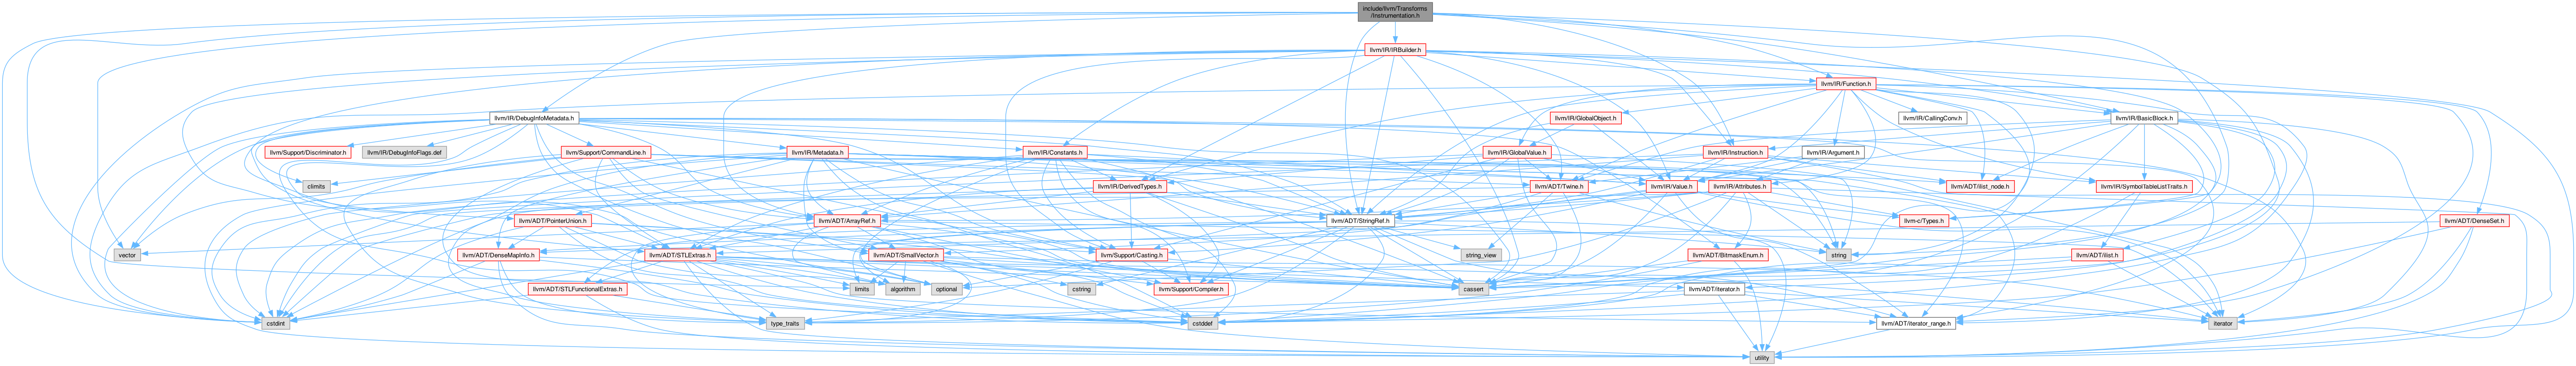 include/llvm/Transforms
/Instrumentation.h
llvm/IR/IRBuilder.h
llvm/IR/Function.h
llvm/IR/DebugInfoMetadata.h
llvm/IR/GlobalObject.h
llvm/IR/CallingConv.h
llvm/IR/BasicBlock.h
llvm/Support/Discriminator.h
llvm/IR/DebugInfoFlags.def
llvm/Support/CommandLine.h
llvm/IR/Metadata.h
llvm/IR/Constants.h
llvm/IR/GlobalValue.h
llvm/IR/Instruction.h
llvm/IR/Argument.h
climits
llvm/IR/DerivedTypes.h
llvm/ADT/Twine.h
llvm/IR/Value.h
llvm/IR/Attributes.h
llvm/ADT/ilist_node.h
llvm/IR/SymbolTableListTraits.h
llvm/ADT/PointerUnion.h
llvm/ADT/ArrayRef.h
llvm/ADT/StringRef.h
llvm-c/Types.h
llvm/ADT/DenseSet.h
vector
llvm/ADT/DenseMapInfo.h
llvm/ADT/STLExtras.h
llvm/ADT/SmallVector.h
llvm/Support/Casting.h
string_view
string
llvm/ADT/BitmaskEnum.h
llvm/ADT/ilist.h
llvm/ADT/STLFunctionalExtras.h
limits
algorithm
optional
cstring
llvm/Support/Compiler.h
cassert
llvm/ADT/iterator.h
cstdint
type_traits
cstddef
llvm/ADT/iterator_range.h
iterator
utility